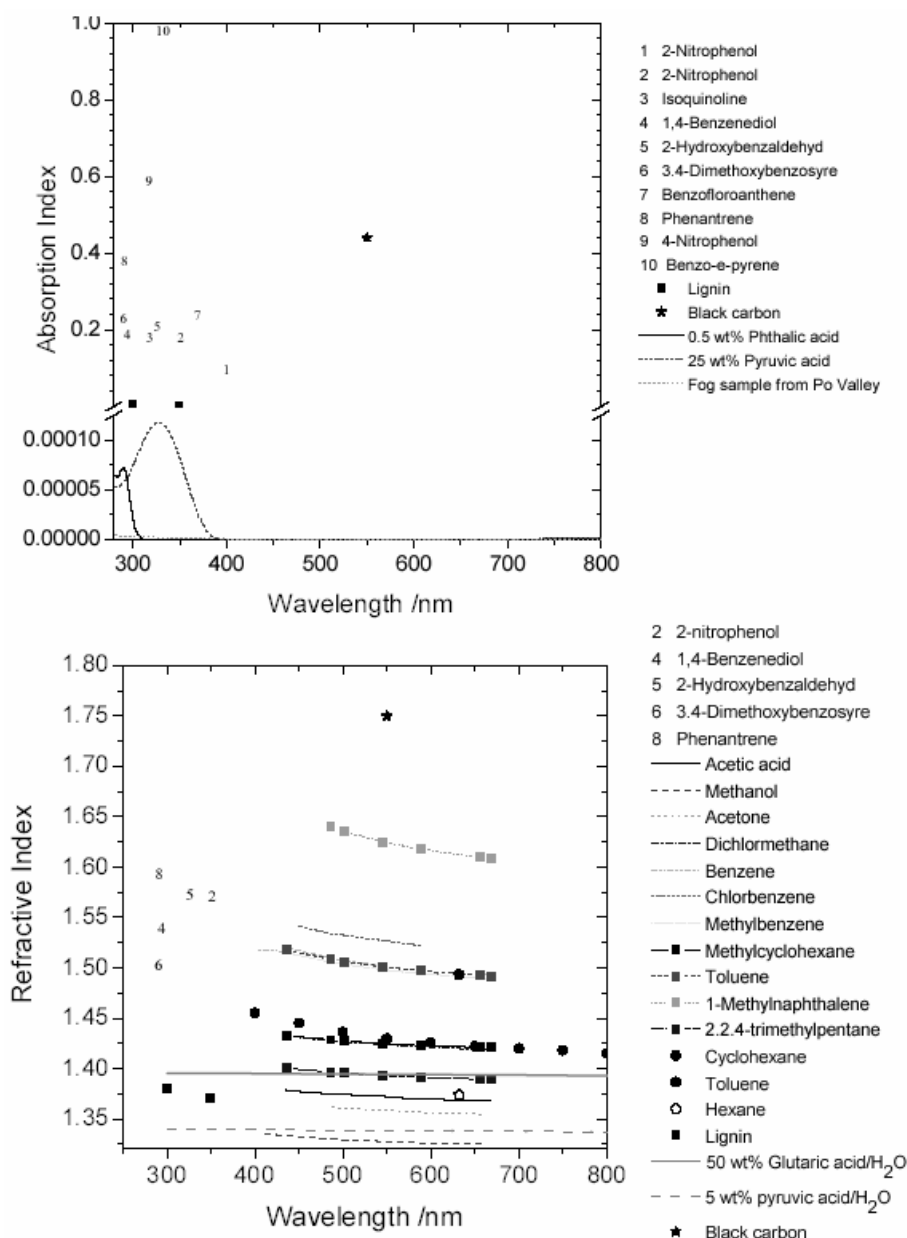 1.0
0.8
0.6
0.4
0.2
0.00010
0.00005
0.00000
Absorption Index
10
9
8
7
6
5
4
3
2
1
300 400 500 600 700 800
Wavelength /nm
1 2-Nitrophenol
2 2-Nitrophenol
3 Isoquinoline
4 1,4-Benzenediol
5 2-Hydroxybenzaldehyd
6 3.4-Dimethoxybenzosyre
7 Benzofloroanthene
8 Phenantrene
9 4-Nitrophenol
10 Benzo-e-pyrene
Lignin
Black carbon
0.5 wt% Phthalic acid
25 wt% Pyruvic acid
Fog sample from Po Valley
1.80
1.75
1.70
1.65
1.60
1.55
1.50
1.45
1.40
1.35
Refractive Index
8
5
2
4
6
300 400 500 600 700 800
Wavelength /nm
2 2-nitrophenol
4 1,4-Benzenediol
5 2-Hydroxybenzaldehyd
6 3.4-Dimethoxybenzosyre
8 Phenantrene
Acetic acid
Methanol
Acetone
Dichlormethane
Benzene
Chlorbenzene
Methylbenzene
Methylcyclohexane
Toluene
1-Methylnaphthalene
2.2.4-trimethylpentane
Cyclohexane
Toluene
Hexane
Lignin
50 wt% Glutaric acid/H2O
5 wt% pyruvic acid/H2O
Black carbon